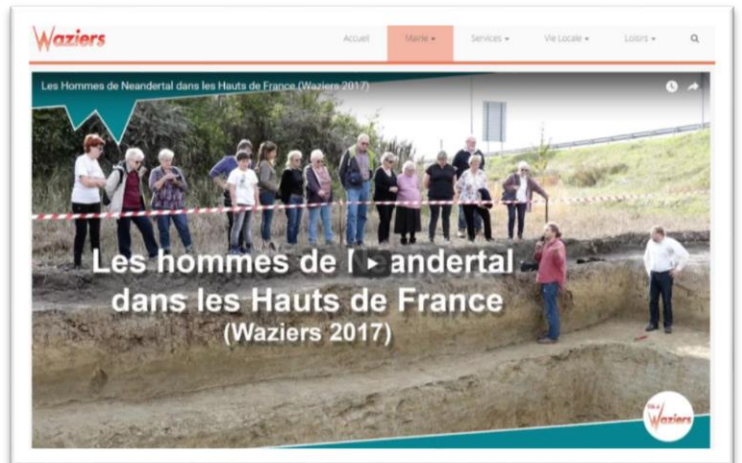 Waziers
Accueil Mairie Services Vie Locale Loisirs
Les Hommes de Neandertal dans les Hauts de France (Waziers 2017)
Les hommes de Neandertal
dans les Hauts de France
(Waziers 2017)
Waziers